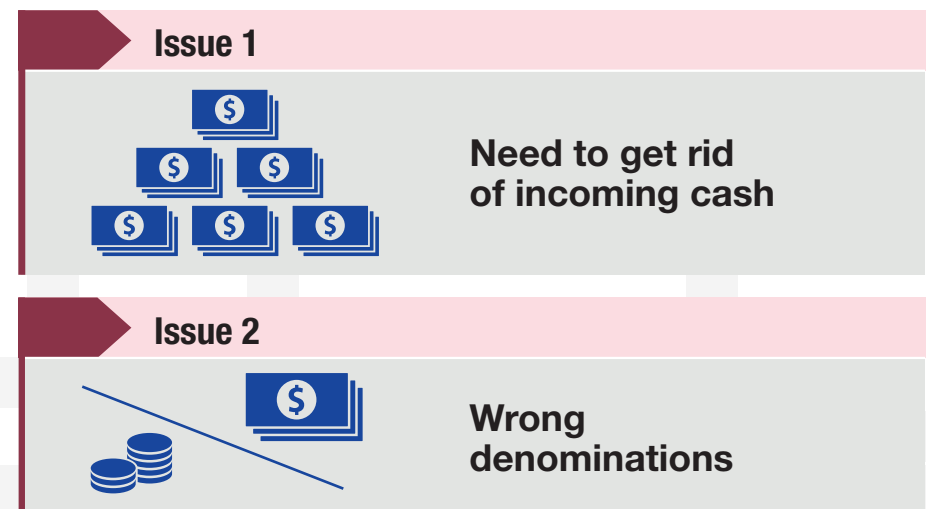 Issue 1
$
$ $
$ $ $
Need to get rid
of incoming cash
Issue 2
$
Wrong
denominations